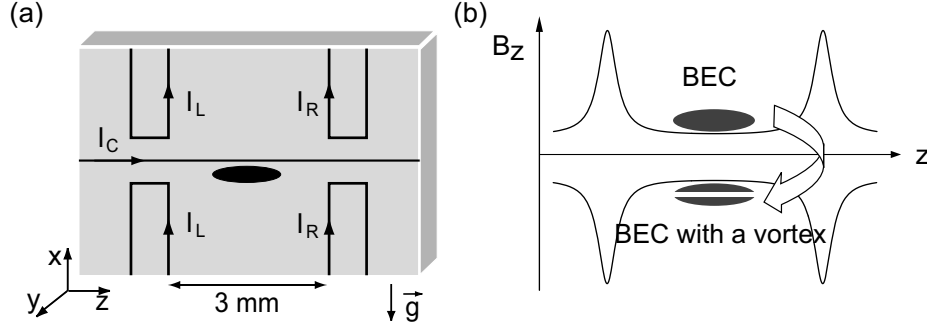 (a)
I_L
I_R
I_C
I_L
I_R
x
y
z
3 mm
g
(b)
B_z
BEC
z
BEC with a vortex